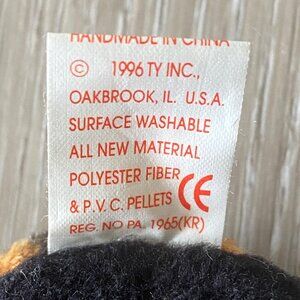 HANDMADE IN CHINA
© 1996 TY INC.,
OAKBROOK, IL. U.S.A.
SURFACE WASHABLE
ALL NEW MATERIAL
POLYESTER FIBER
& P.V.C. PELLETS CE
REG. NO PA. 1965(KR)